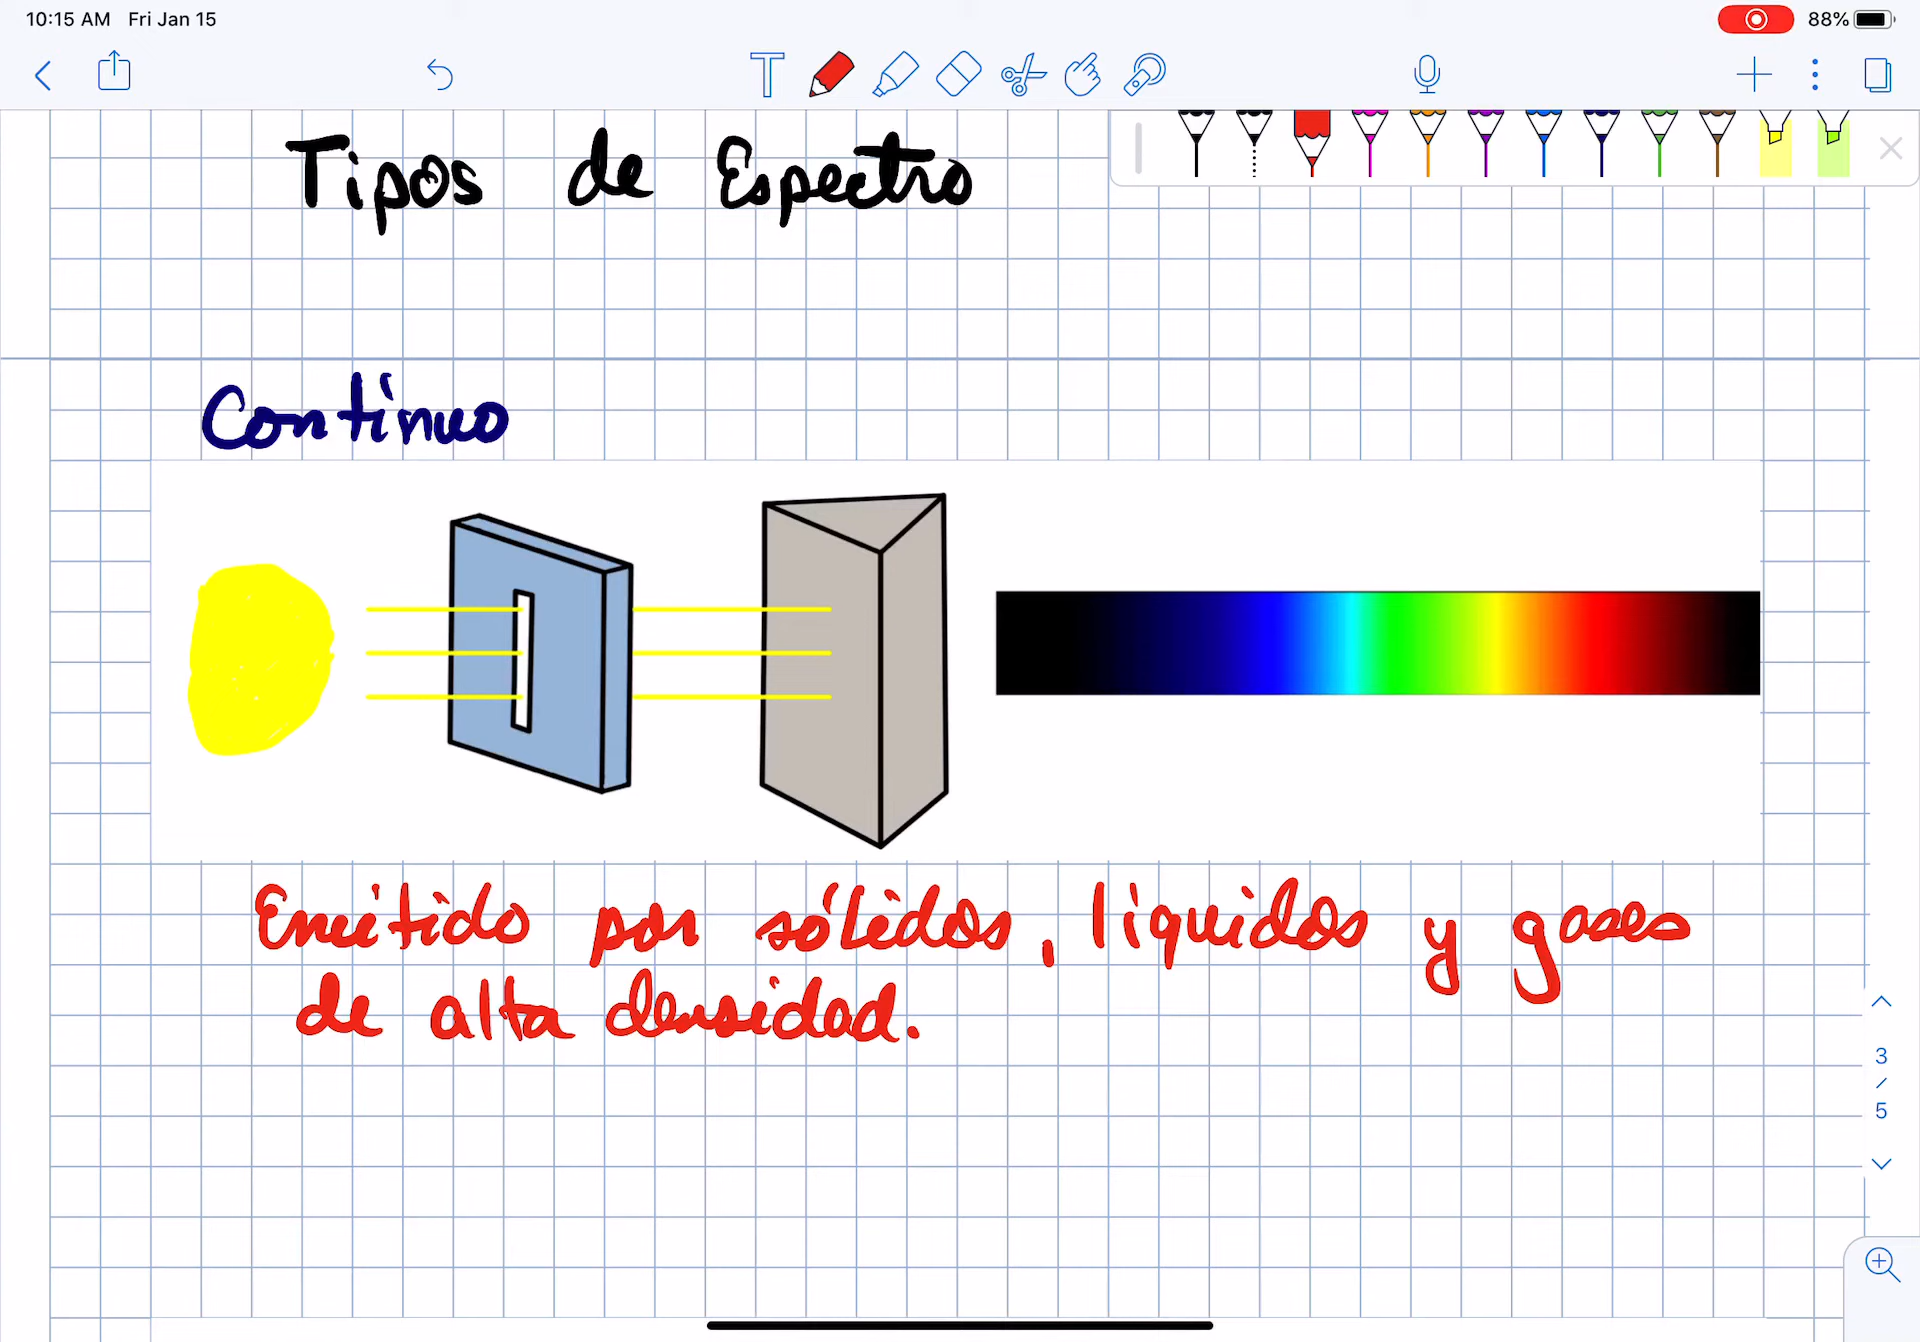 10:15 AM Fri Jan 15
88%
Tipos de Espectro
Continuo
Emitido por sólidos, líquidos y gases
de alta densidad.
3
/
5